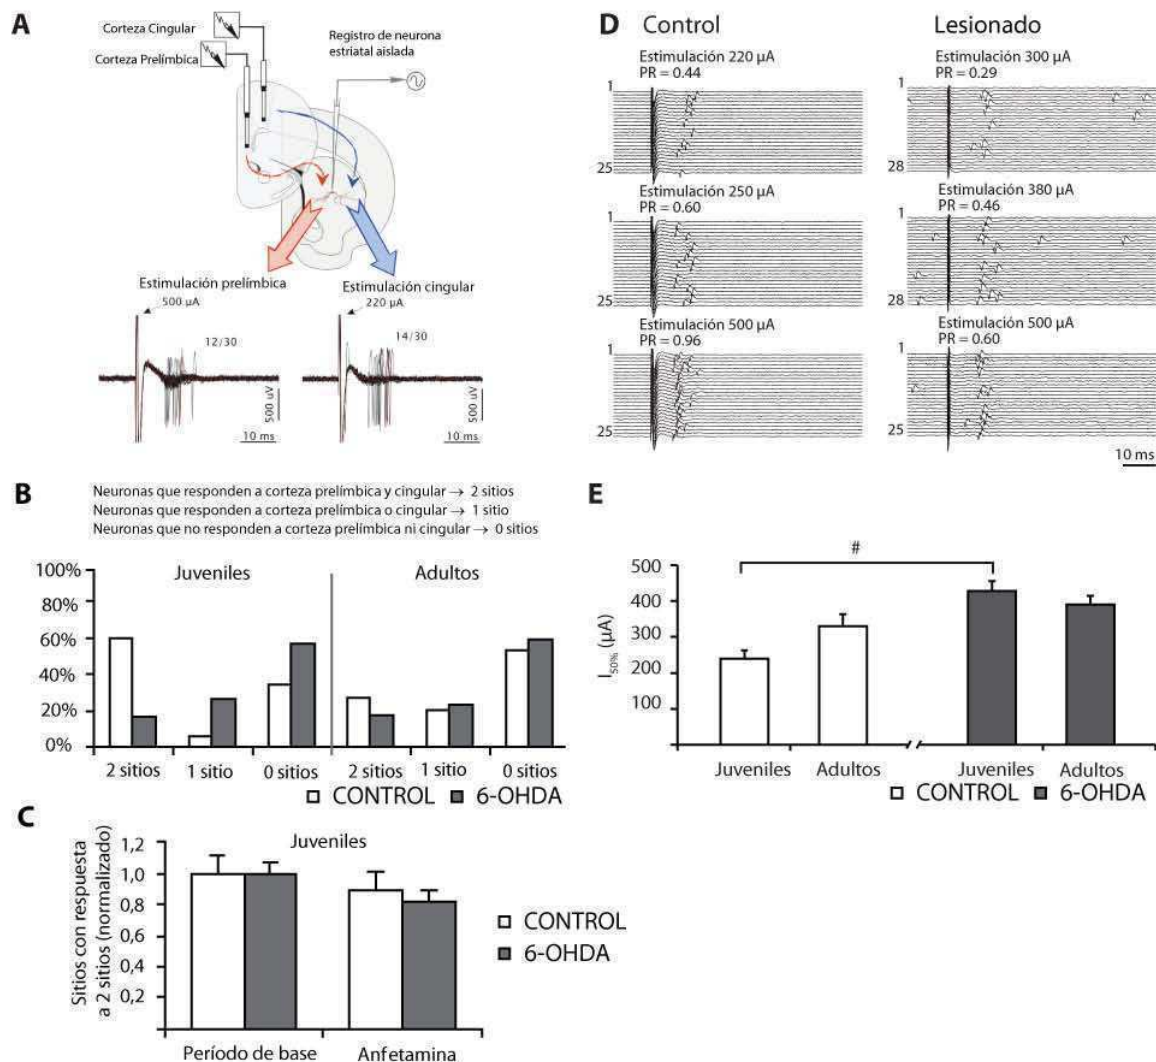 A
Corteza Cingular
Corteza Prelímbica
Registro de neurona
estriatal aislada
Estimulación prelímbica
500 µA
12/30
500 uV
10 ms
Estimulación cingular
220 µA
14/30
500 uV
10 ms
B
Neuronas que responden a corteza prelímbica y cingular → 2 sitios
Neuronas que responden a corteza prelímbica o cingular → 1 sitio
Neuronas que no responden a corteza prelímbica ni cingular → 0 sitios
Juveniles
Adultos
100%
80%
60%
40%
20%
0%
2 sitios
1 sitio
0 sitios
2 sitios
1 sitio
0 sitios
CONTROL
6-OHDA
C
Juveniles
Sitios con respuesta
a 2 sitios (normalizado)
1,2
1,0
0,8
0,6
0,4
0,2
Período de base
Anfetamina
CONTROL
6-OHDA
D
Control
Estimulación 220 µA
PR = 0.44
1
25
Estimulación 250 µA
PR = 0.60
1
25
Estimulación 500 µA
PR = 0.96
1
25
Lesionado
Estimulación 300 µA
PR = 0.29
1
28
Estimulación 380 µA
PR = 0.46
1
28
Estimulación 500 µA
PR = 0.60
1
25
10 ms
E
#
I50% (µA)
500
400
300
200
100
Juveniles
Adultos
Juveniles
Adultos
CONTROL
6-OHDA